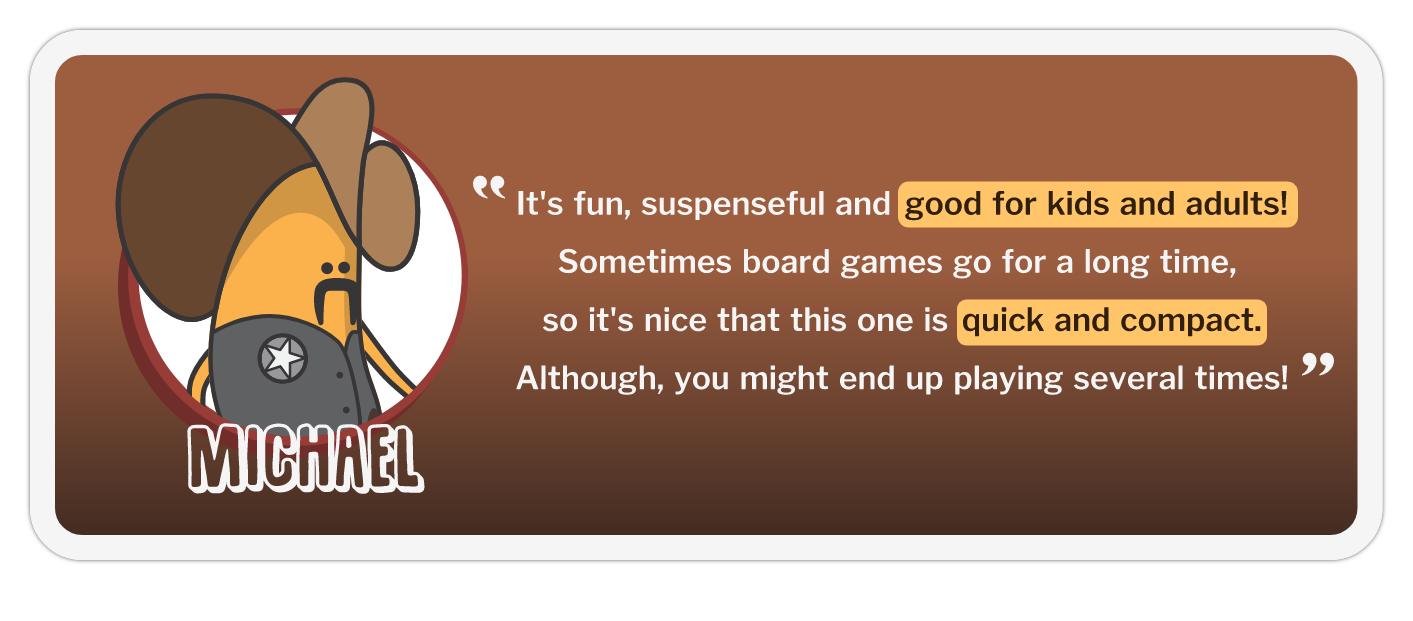 “It's fun, suspenseful and good for kids and adults!
Sometimes board games go for a long time,
so it's nice that this one is quick and compact.
Although, you might end up playing several times!”
MICHAEL